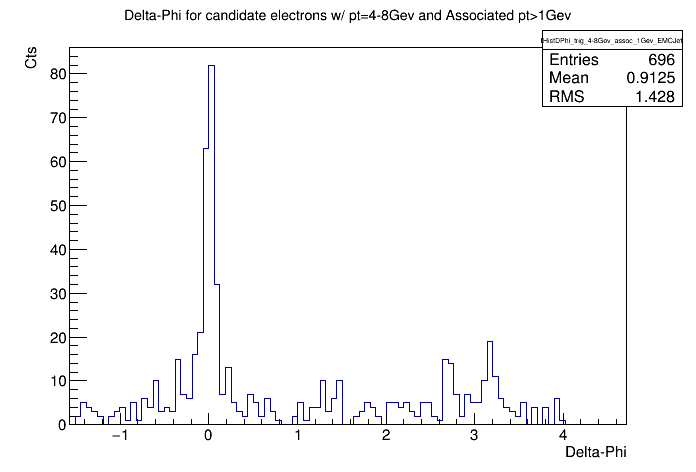 Delta-Phi for candidate electrons w/ pt=4-8Gev and Associated pt>1Gev
HistDPhi_trig_4-8Gev_assoc_1Gev_EMCJet
Entries 696
Mean 0.9125
RMS 1.428
Cts
80
70
60
50
40
30
20
10
0
−1 0 1 2 3 4
Delta-Phi